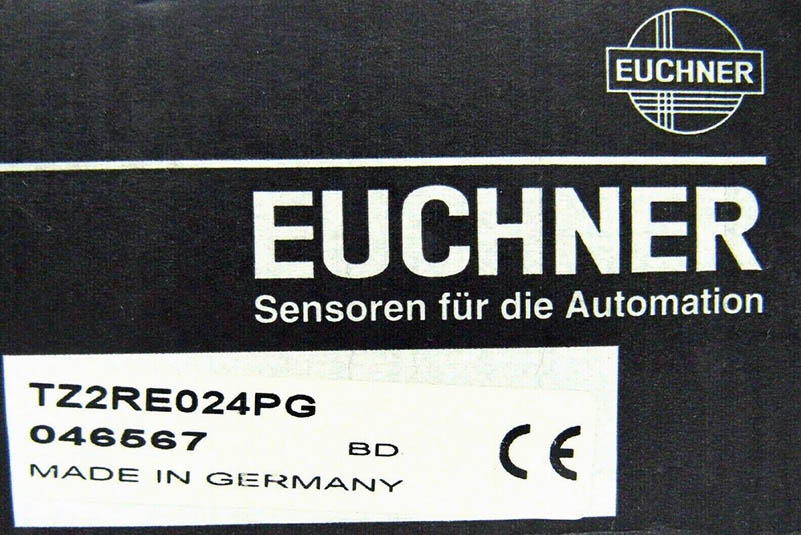 EUCHNER
EUCHNER
Sensoren für die Automation
TZ2RE024PG
046567
BD
CE
MADE IN GERMANY